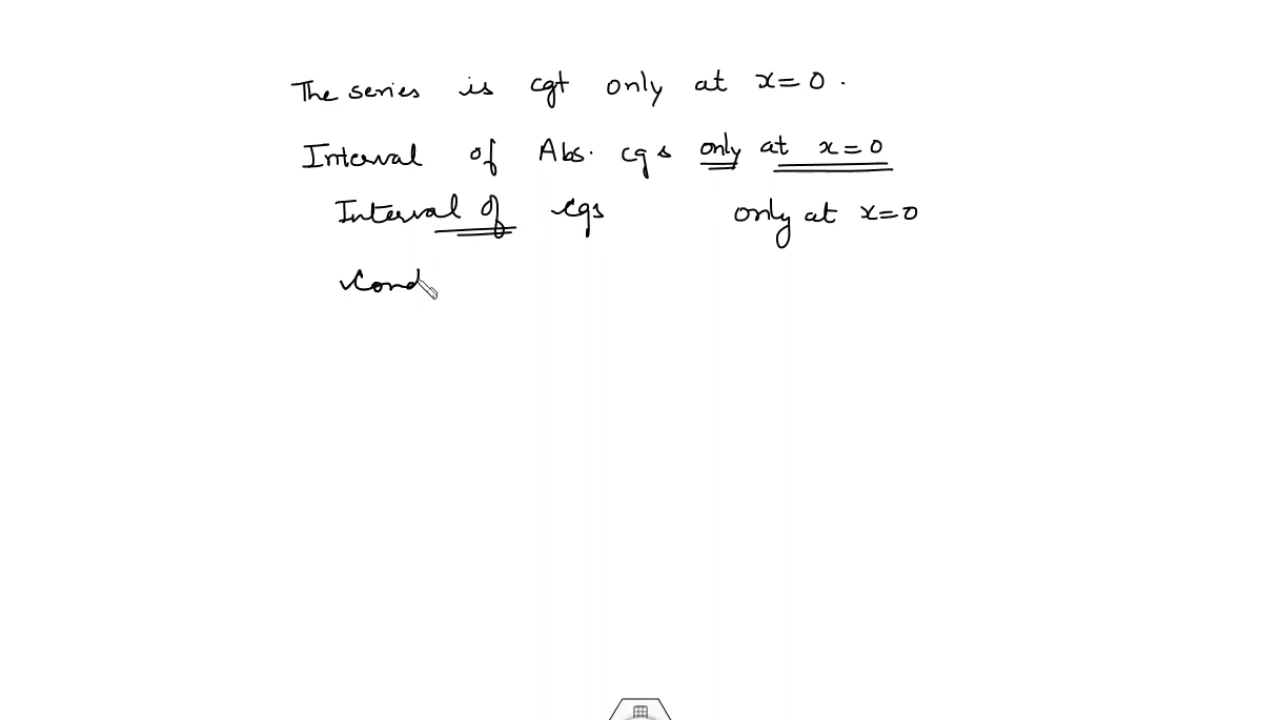 The series is cgt only at x=0.
Interval of Abs. cgs only at x=0
Interval of cgs only at x=0
Cond